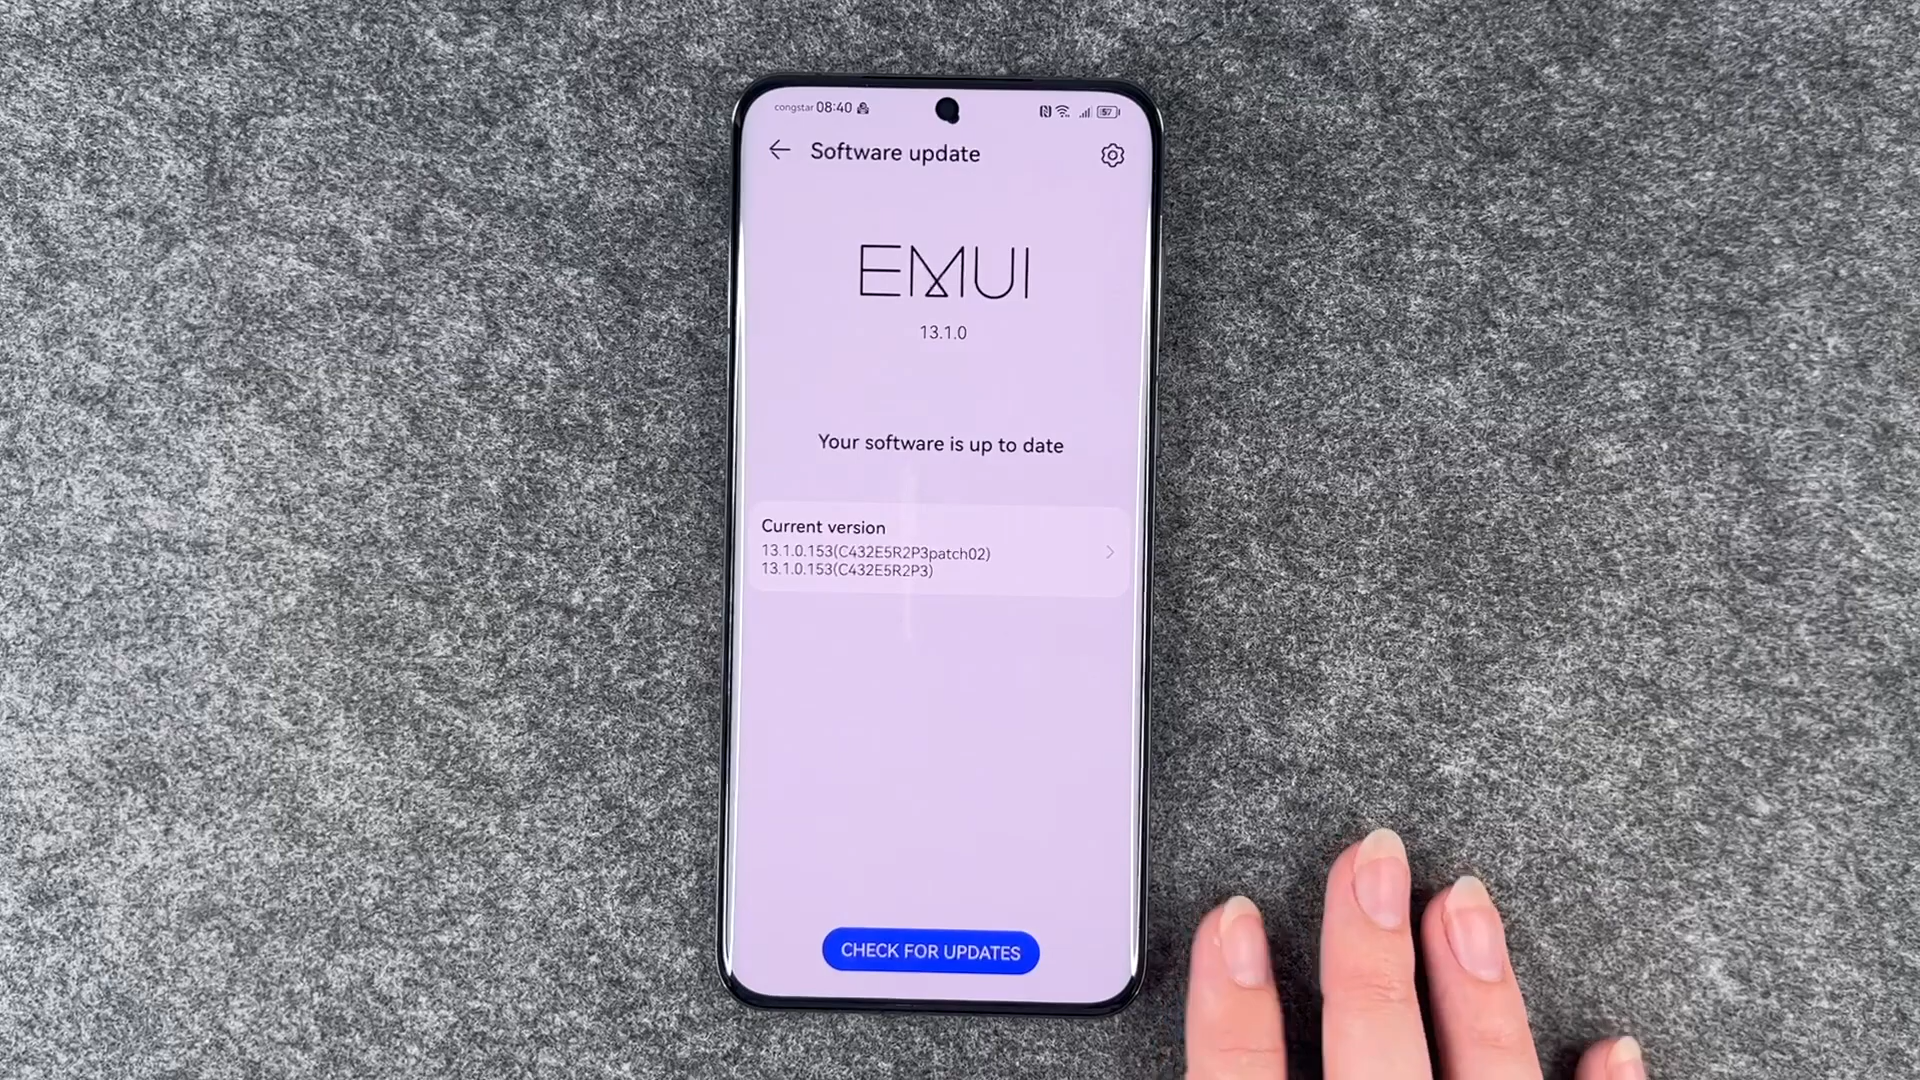 congstar 08:40 57
Software update
EMUI
13.1.0
Your software is up to date
Current version
13.1.0.153(C432E5R2P3patch02)
13.1.0.153(C432E5R2P3)
CHECK FOR UPDATES